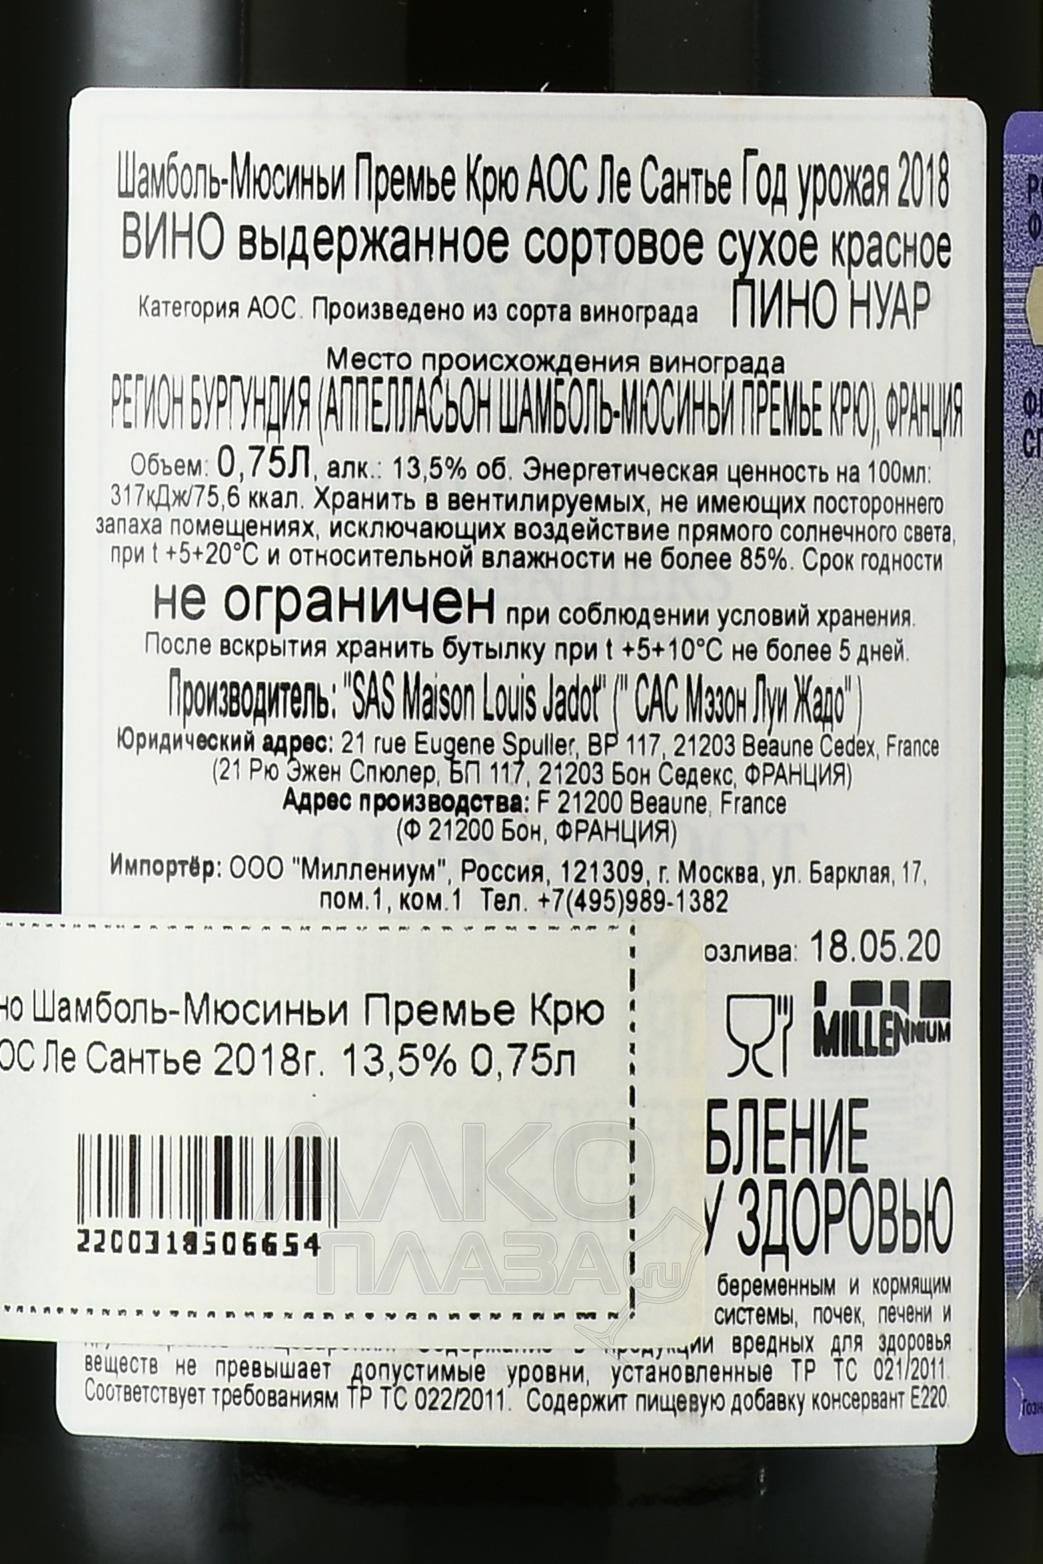 Шамболь-Мюсиньи Премье Крю АОС Ле Сантье Год урожая 2018
ВИНО выдержанное сортовое сухое красное
Категория АОС. Произведено из сорта винограда ПИНО НУАР
Место происхождения винограда
РЕГИОН БУРГУНДИЯ (АППЕЛЛАСЬОН ШАМБОЛЬ-МЮСИНЬИ ПРЕМЬЕ КРЮ), ФРАНЦИЯ
Объем: 0,75Л, алк.: 13,5% об. Энергетическая ценность на 100мл:
317кДж/75,6 ккал. Хранить в вентилируемых, не имеющих постороннего
запаха помещениях, исключающих воздействие прямого солнечного света,
при t +5+20°C и относительной влажности не более 85%. Срок годности
не ограничен при соблюдении условий хранения.
После вскрытия хранить бутылку при t +5+10°C не более 5 дней.
Производитель: "SAS Maison Louis Jadot" (" САС Мэзон Луи Жадо" )
Юридический адрес: 21 rue Eugene Spuller, BP 117, 21203 Beaune Cedex, France
(21 Рю Эжен Спюлер, БП 117, 21203 Бон Седекс, ФРАНЦИЯ)
Адрес производства: F 21200 Beaune, France
(Ф 21200 Бон, ФРАНЦИЯ)
Импортёр: ООО "Миллениум", Россия, 121309, г. Москва, ул. Барклая, 17,
пом.1, ком.1 Тел. +7(495)989-1382
озлива: 18.05.20
MILLENNIUM
но Шамболь-Мюсиньи Премье Крю
ОС Ле Сантье 2018г. 13,5% 0,75л
2200318506654
АЛКО
ПЛАЗА.ru
БЛЕНИЕ
У ЗДОРОВЬЮ
беременным и кормящим
системы, почек, печени и
вредных для здоровья
веществ не превышает допустимые уровни, установленные ТР ТС 021/2011.
Соответствует требованиям ТР ТС 022/2011. Содержит пищевую добавку консервант Е220.